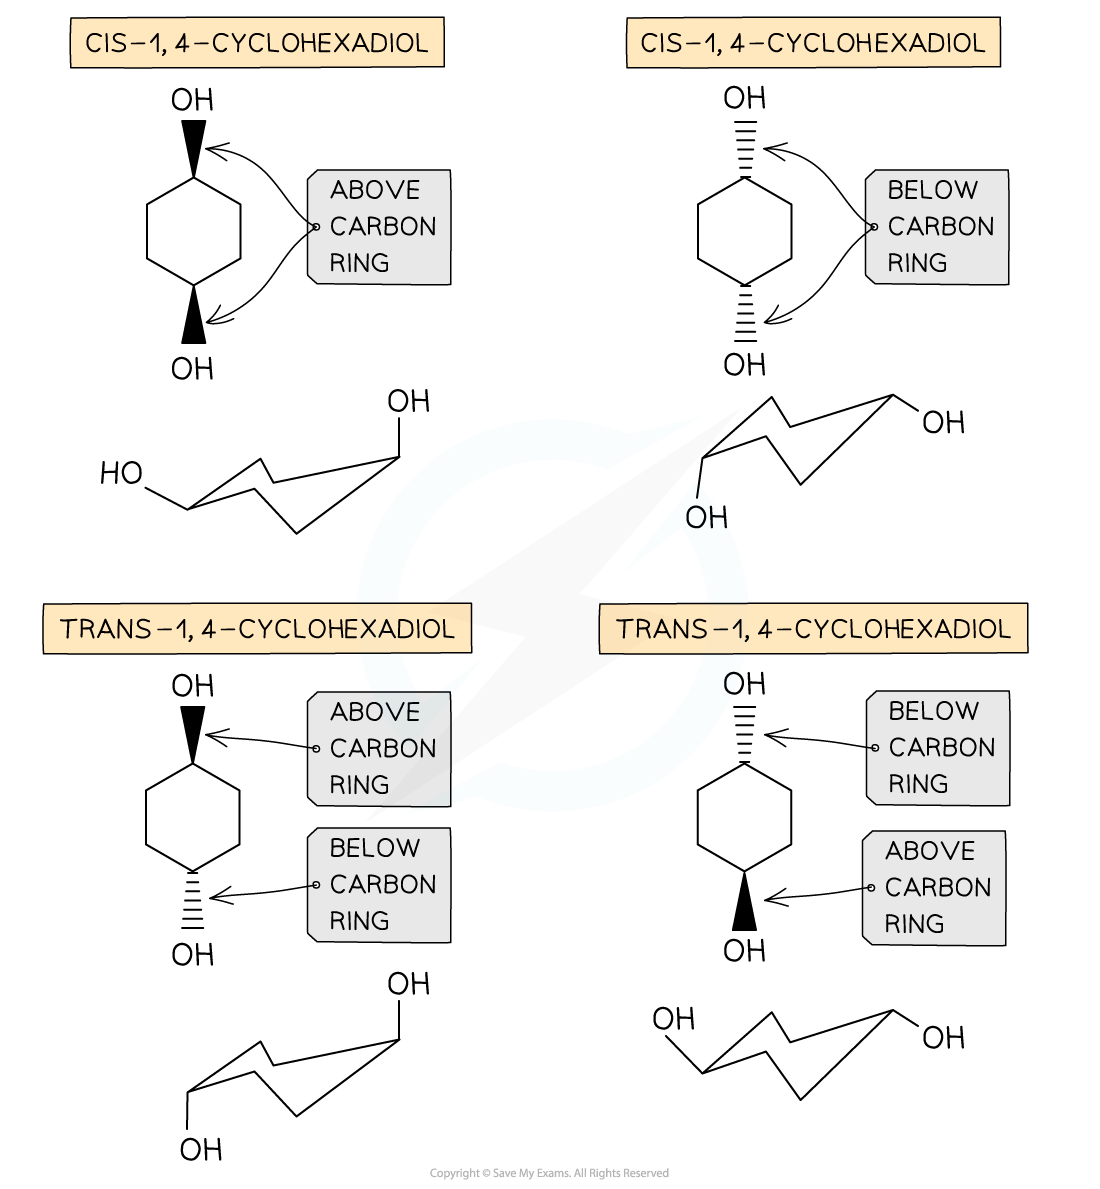 CIS-1, 4-CYCLOHEXADIOL
OH
ABOVE
CARBON
RING
OH
OH
HO
CIS-1, 4-CYCLOHEXADIOL
OH
BELOW
CARBON
RING
OH
OH
OH
TRANS-1, 4-CYCLOHEXADIOL
OH
ABOVE
CARBON
RING
BELOW
CARBON
RING
OH
OH
OH
TRANS-1, 4-CYCLOHEXADIOL
OH
BELOW
CARBON
RING
ABOVE
CARBON
RING
OH
OH
OH
Copyright © Save My Exams. All Rights Reserved